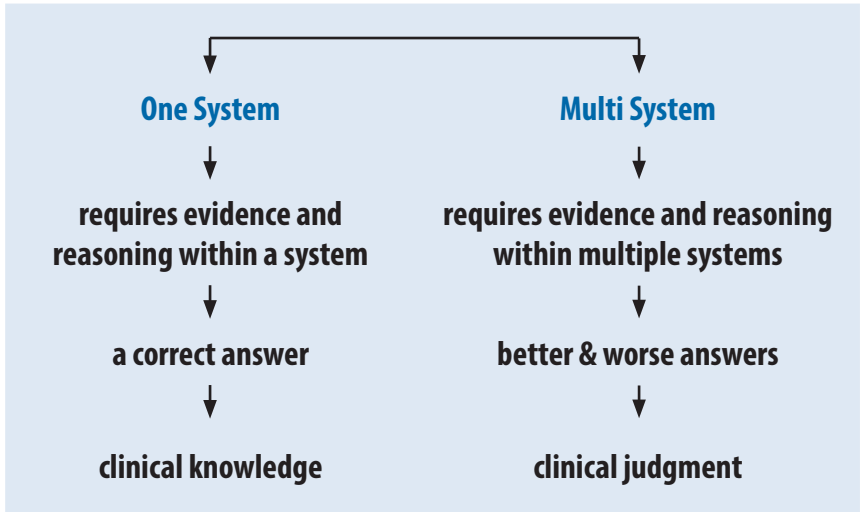 One System
Multi System
requires evidence and
reasoning within a system
requires evidence and reasoning
within multiple systems
a correct answer
better & worse answers
clinical knowledge
clinical judgment